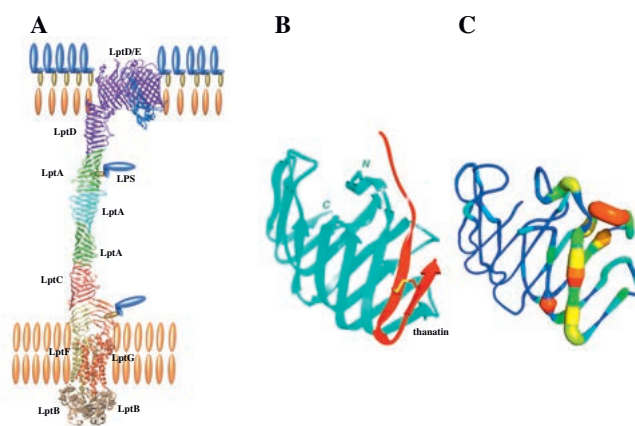 A
LptD/E
LptD
LptA
LPS
LptA
LptA
LptC
LptF
LptG
LptB
LptB
B
N
C
thanatin
C